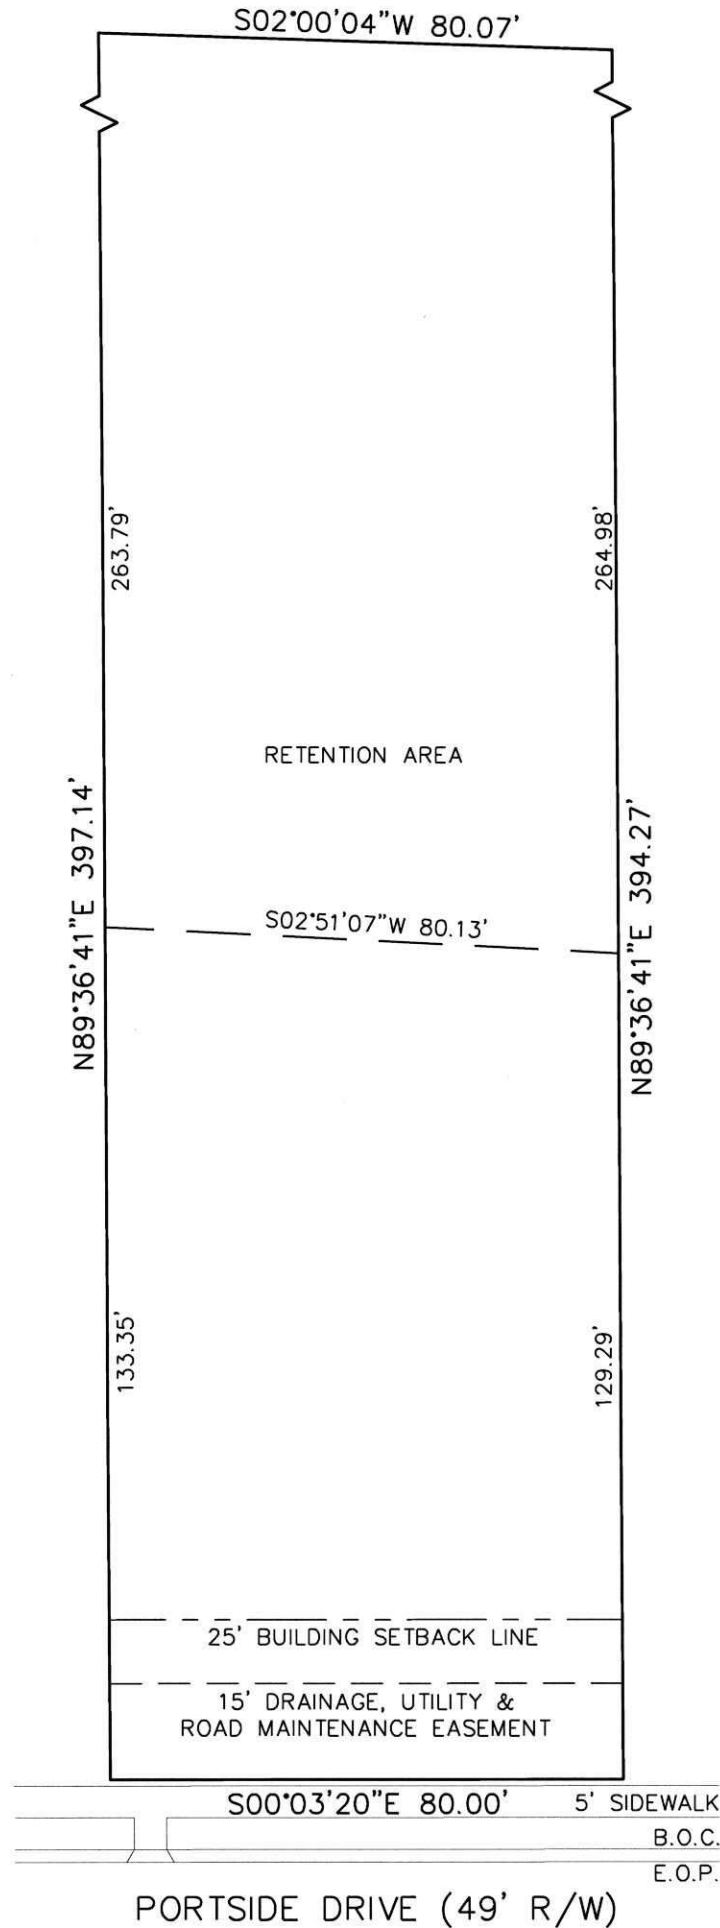 S02°00'04"W 80.07'
263.79'
264.98'
RETENTION AREA
N89°36'41"E 397.14'
N89°36'41"E 394.27'
S02°51'07"W 80.13'
133.35'
129.29'
25' BUILDING SETBACK LINE
15' DRAINAGE, UTILITY &
ROAD MAINTENANCE EASEMENT
S00°03'20"E 80.00'
5' SIDEWALK
B.O.C.
E.O.P.
PORTSIDE DRIVE (49' R/W)